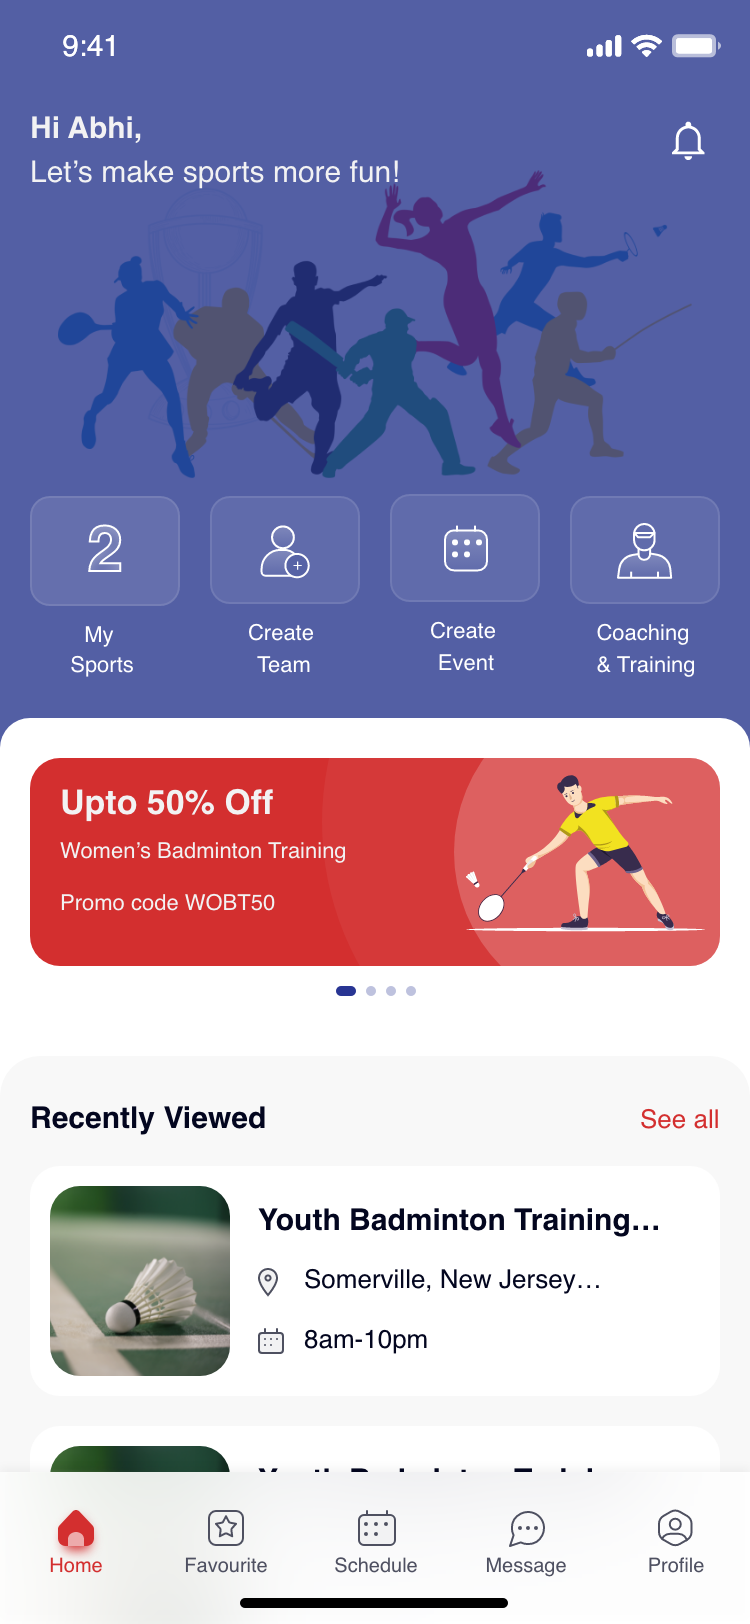 9:41
Hi Abhi,
Let’s make sports more fun!
2
My
Sports
Create
Team
Create
Event
Coaching
& Training
Upto 50% Off
Women’s Badminton Training
Promo code WOBT50
Recently Viewed
See all
Youth Badminton Training...
Somerville, New Jersey...
8am-10pm
Home
Favourite
Schedule
Message
Profile